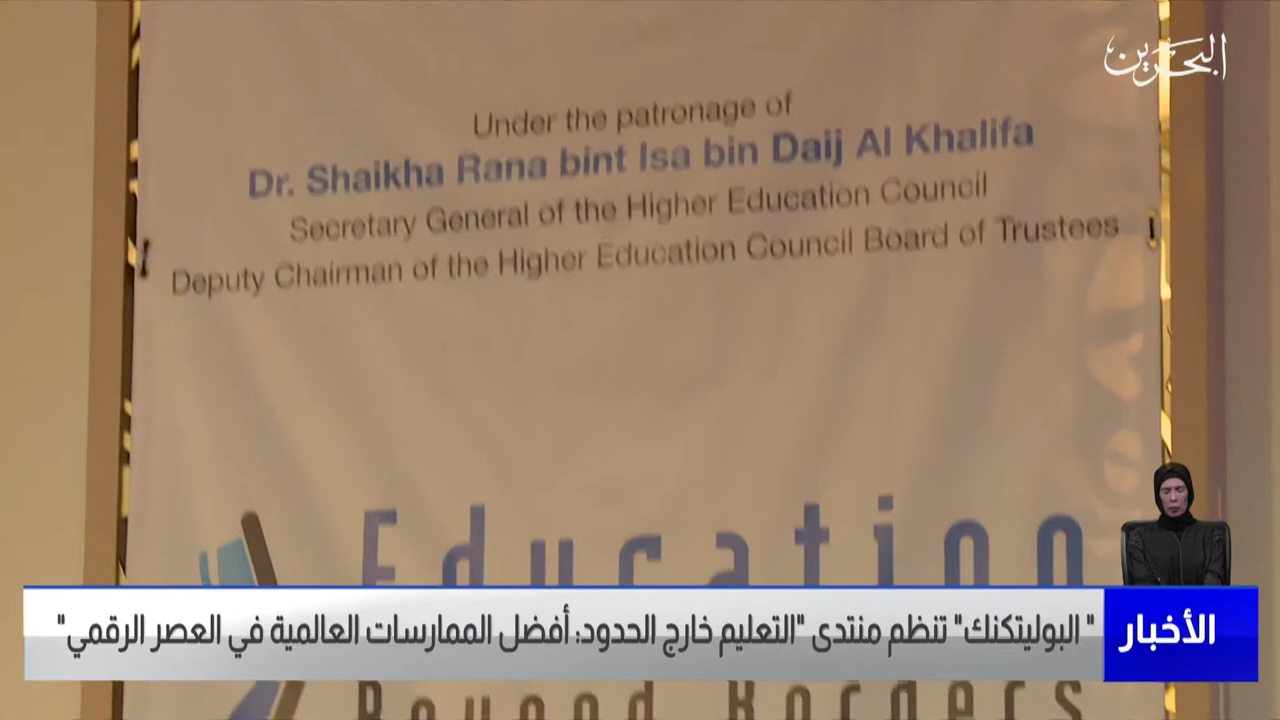 البحرين
Under the patronage of
Dr. Shaikha Rana bint Isa bin Daij Al Khalifa
Secretary General of the Higher Education Council
Deputy Chairman of the Higher Education Council Board of Trustees
Education
الأخبار
" البوليتكنك" تنظم منتدى "التعليم خارج الحدود: أفضل الممارسات العالمية في العصر الرقمي"
Beyond Borders